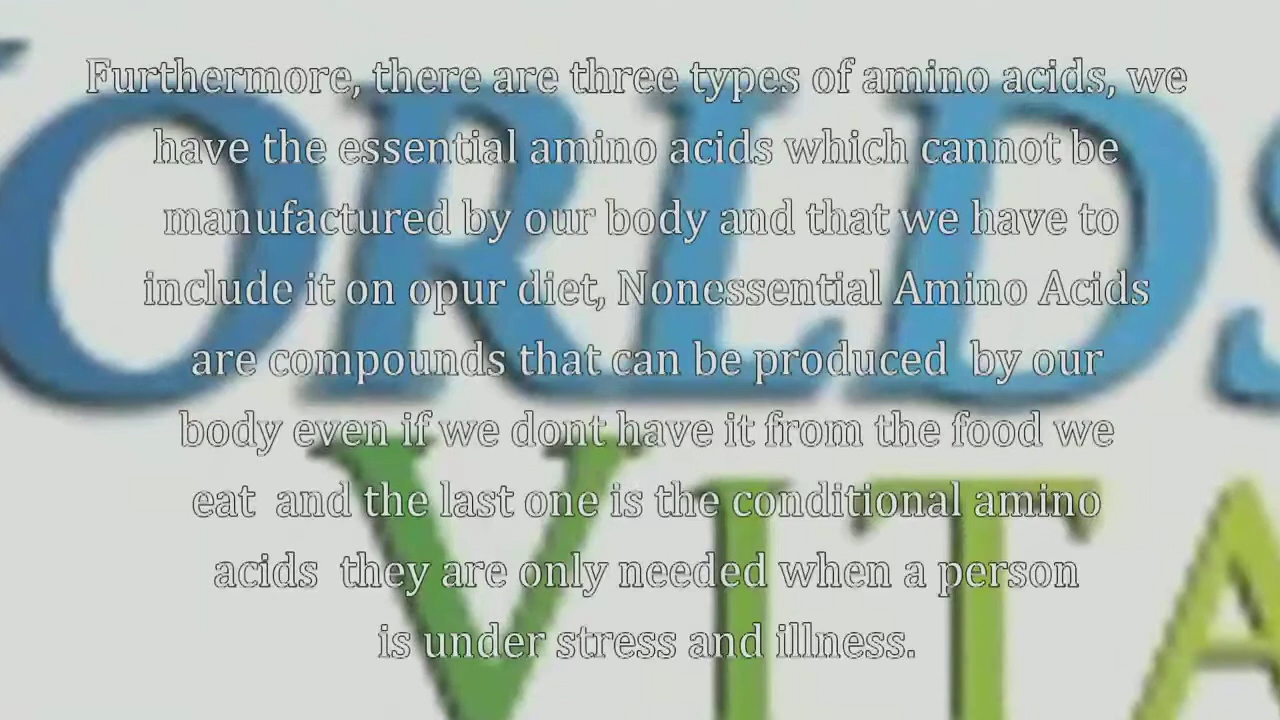 Furthermore, there are three types of amino acids, we
have the essential amino acids which cannot be
manufactured by our body and that we have to
include it on opur diet, Nonessential Amino Acids
are compounds that can be produced  by our
body even if we dont have it from the food we
eat  and the last one is the conditional amino
acids  they are only needed when a person
is under stress and illness.
ORLDS
VITA